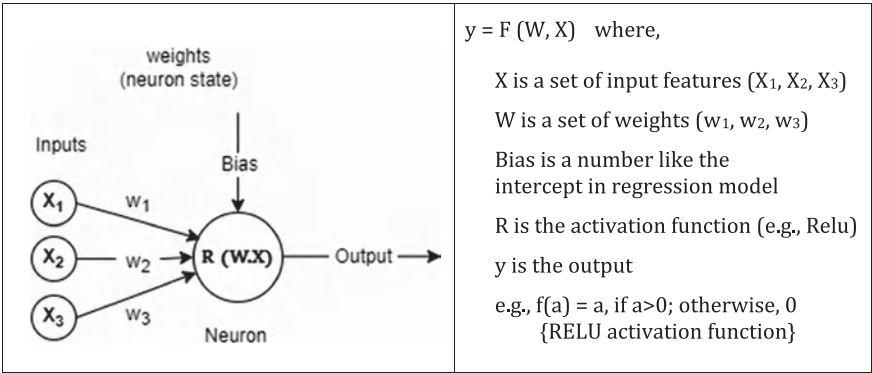 weights
(neuron state)
Inputs
Bias
X1
w1
X2
w2
R (W.X)
Output
X3
w3
Neuron
y = F (W, X) where,
X is a set of input features (X1, X2, X3)
W is a set of weights (w1, w2, w3)
Bias is a number like the
intercept in regression model
R is the activation function (e.g., Relu)
y is the output
e.g., f(a) = a, if a>0; otherwise, 0
{RELU activation function}